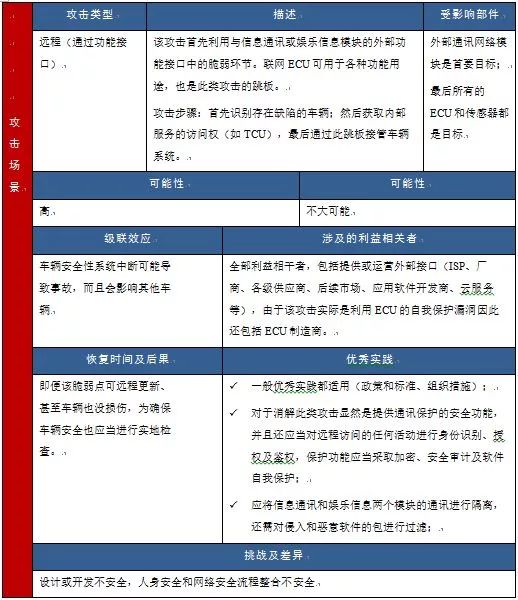 攻击场景
攻击类型
描述
受影响部件
远程（通过功能接
口）
该攻击首先利用与信息通讯或娱乐信息模块的外部功
能接口中的脆弱环节。联网 ECU 可用于各种功能用
途，也是此类攻击的跳板。
攻击步骤：首先识别存在缺陷的车辆；然后获取内部
服务的访问权（如 TCU），最后通过此跳板接管车辆
系统。
外部通讯网络模
块是首要目标；
最后所有的
ECU 和传感器都
是目标。
可能性
可能性
高
不大可能
级联效应
涉及的利益相关者
车辆安全性系统中断可能导
致事故，而且会影响其他车
辆。
全部利益相干者，包括提供或运营外部接口（ISP、厂
商、各级供应商、后续市场、应用软件开发商、云服务
等），由于该攻击实际是利用 ECU 的自我保护漏洞因此
还包括 ECU 制造商。
恢复时间及后果
优秀实践
即便该脆弱点可远程更新、
甚至车辆也没损伤，为确保
车辆安全也应当进行实地检
查。
✓ 一般优秀实践都适用（政策和标准、组织措施）；
✓ 对于消解此类攻击显然是提供通讯保护的安全功能，
并且还应当对远程访问的任何活动进行身份识别、授
权及鉴权，保护功能应当采取加密、安全审计及软件
自我保护；
✓ 应将信息通讯和娱乐信息两个模块的通讯进行隔离，
还需对侵入和恶意软件的包进行过滤；
挑战及差异
设计或开发不安全，人身安全和网络安全流程整合不安全。